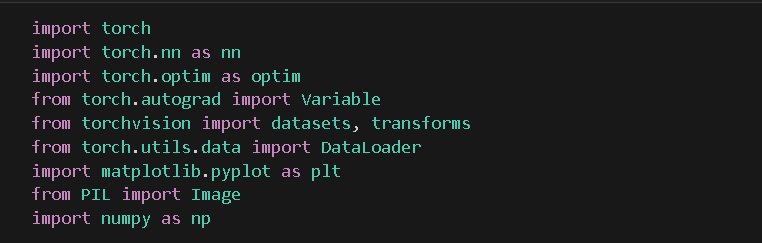 import torch
import torch.nn as nn
import torch.optim as optim
from torch.autograd import Variable
from torchvision import datasets, transforms
from torch.utils.data import DataLoader
import matplotlib.pyplot as plt
from PIL import Image
import numpy as np